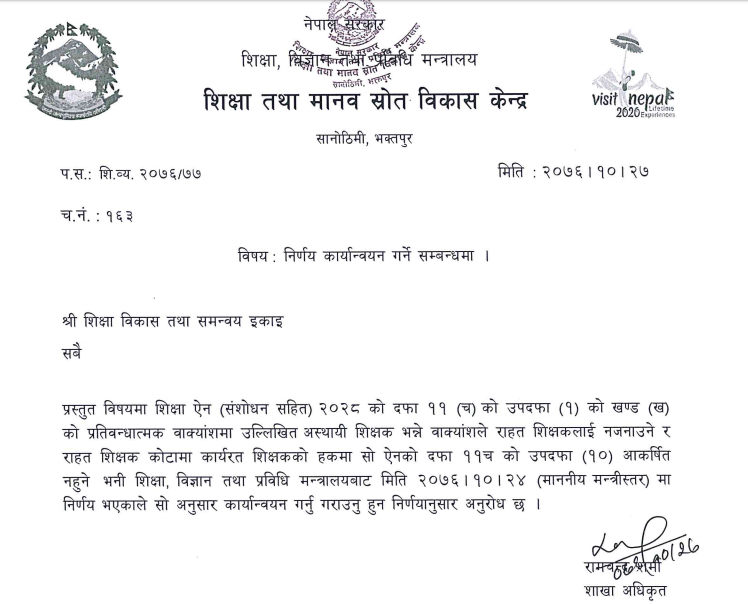 नेपाल सरकार
शिक्षा, विज्ञान तथा प्रविधि मन्त्रालय
शिक्षा तथा मानव स्रोत विकास केन्द्र
सानोठिमी, भक्तपुर
visit nepal
2020 Lifetime Experiences
प.स.: शि.व्य. २०७६/७७
मिति : २०७६।१०।२७
च.नं. : १६३
विषय : निर्णय कार्यान्वयन गर्ने सम्बन्धमा ।
श्री शिक्षा विकास तथा समन्वय इकाइ
सबै
प्रस्तुत विषयमा शिक्षा ऐन (संशोधन सहित) २०२८ को दफा ११ (च) को उपदफा (१) को खण्ड (ख)
को प्रतिवन्धात्मक वाक्यांशमा उल्लिखित अस्थायी शिक्षक भन्ने वाक्यांशले राहत शिक्षकलाई नजनाउने र
राहत शिक्षक कोटामा कार्यरत शिक्षकको हकमा सो ऐनको दफा ११च को उपदफा (१०) आकर्षित
नहुने भनी शिक्षा, विज्ञान तथा प्रविधि मन्त्रालयबाट मिति २०७६।१०।२४ (माननीय मन्त्रीस्तर) मा
निर्णय भएकाले सो अनुसार कार्यान्वयन गर्नु गराउनु हुन निर्णयानुसार अनुरोध छ ।
रामचन्द्र शर्मा
शाखा अधिकृत